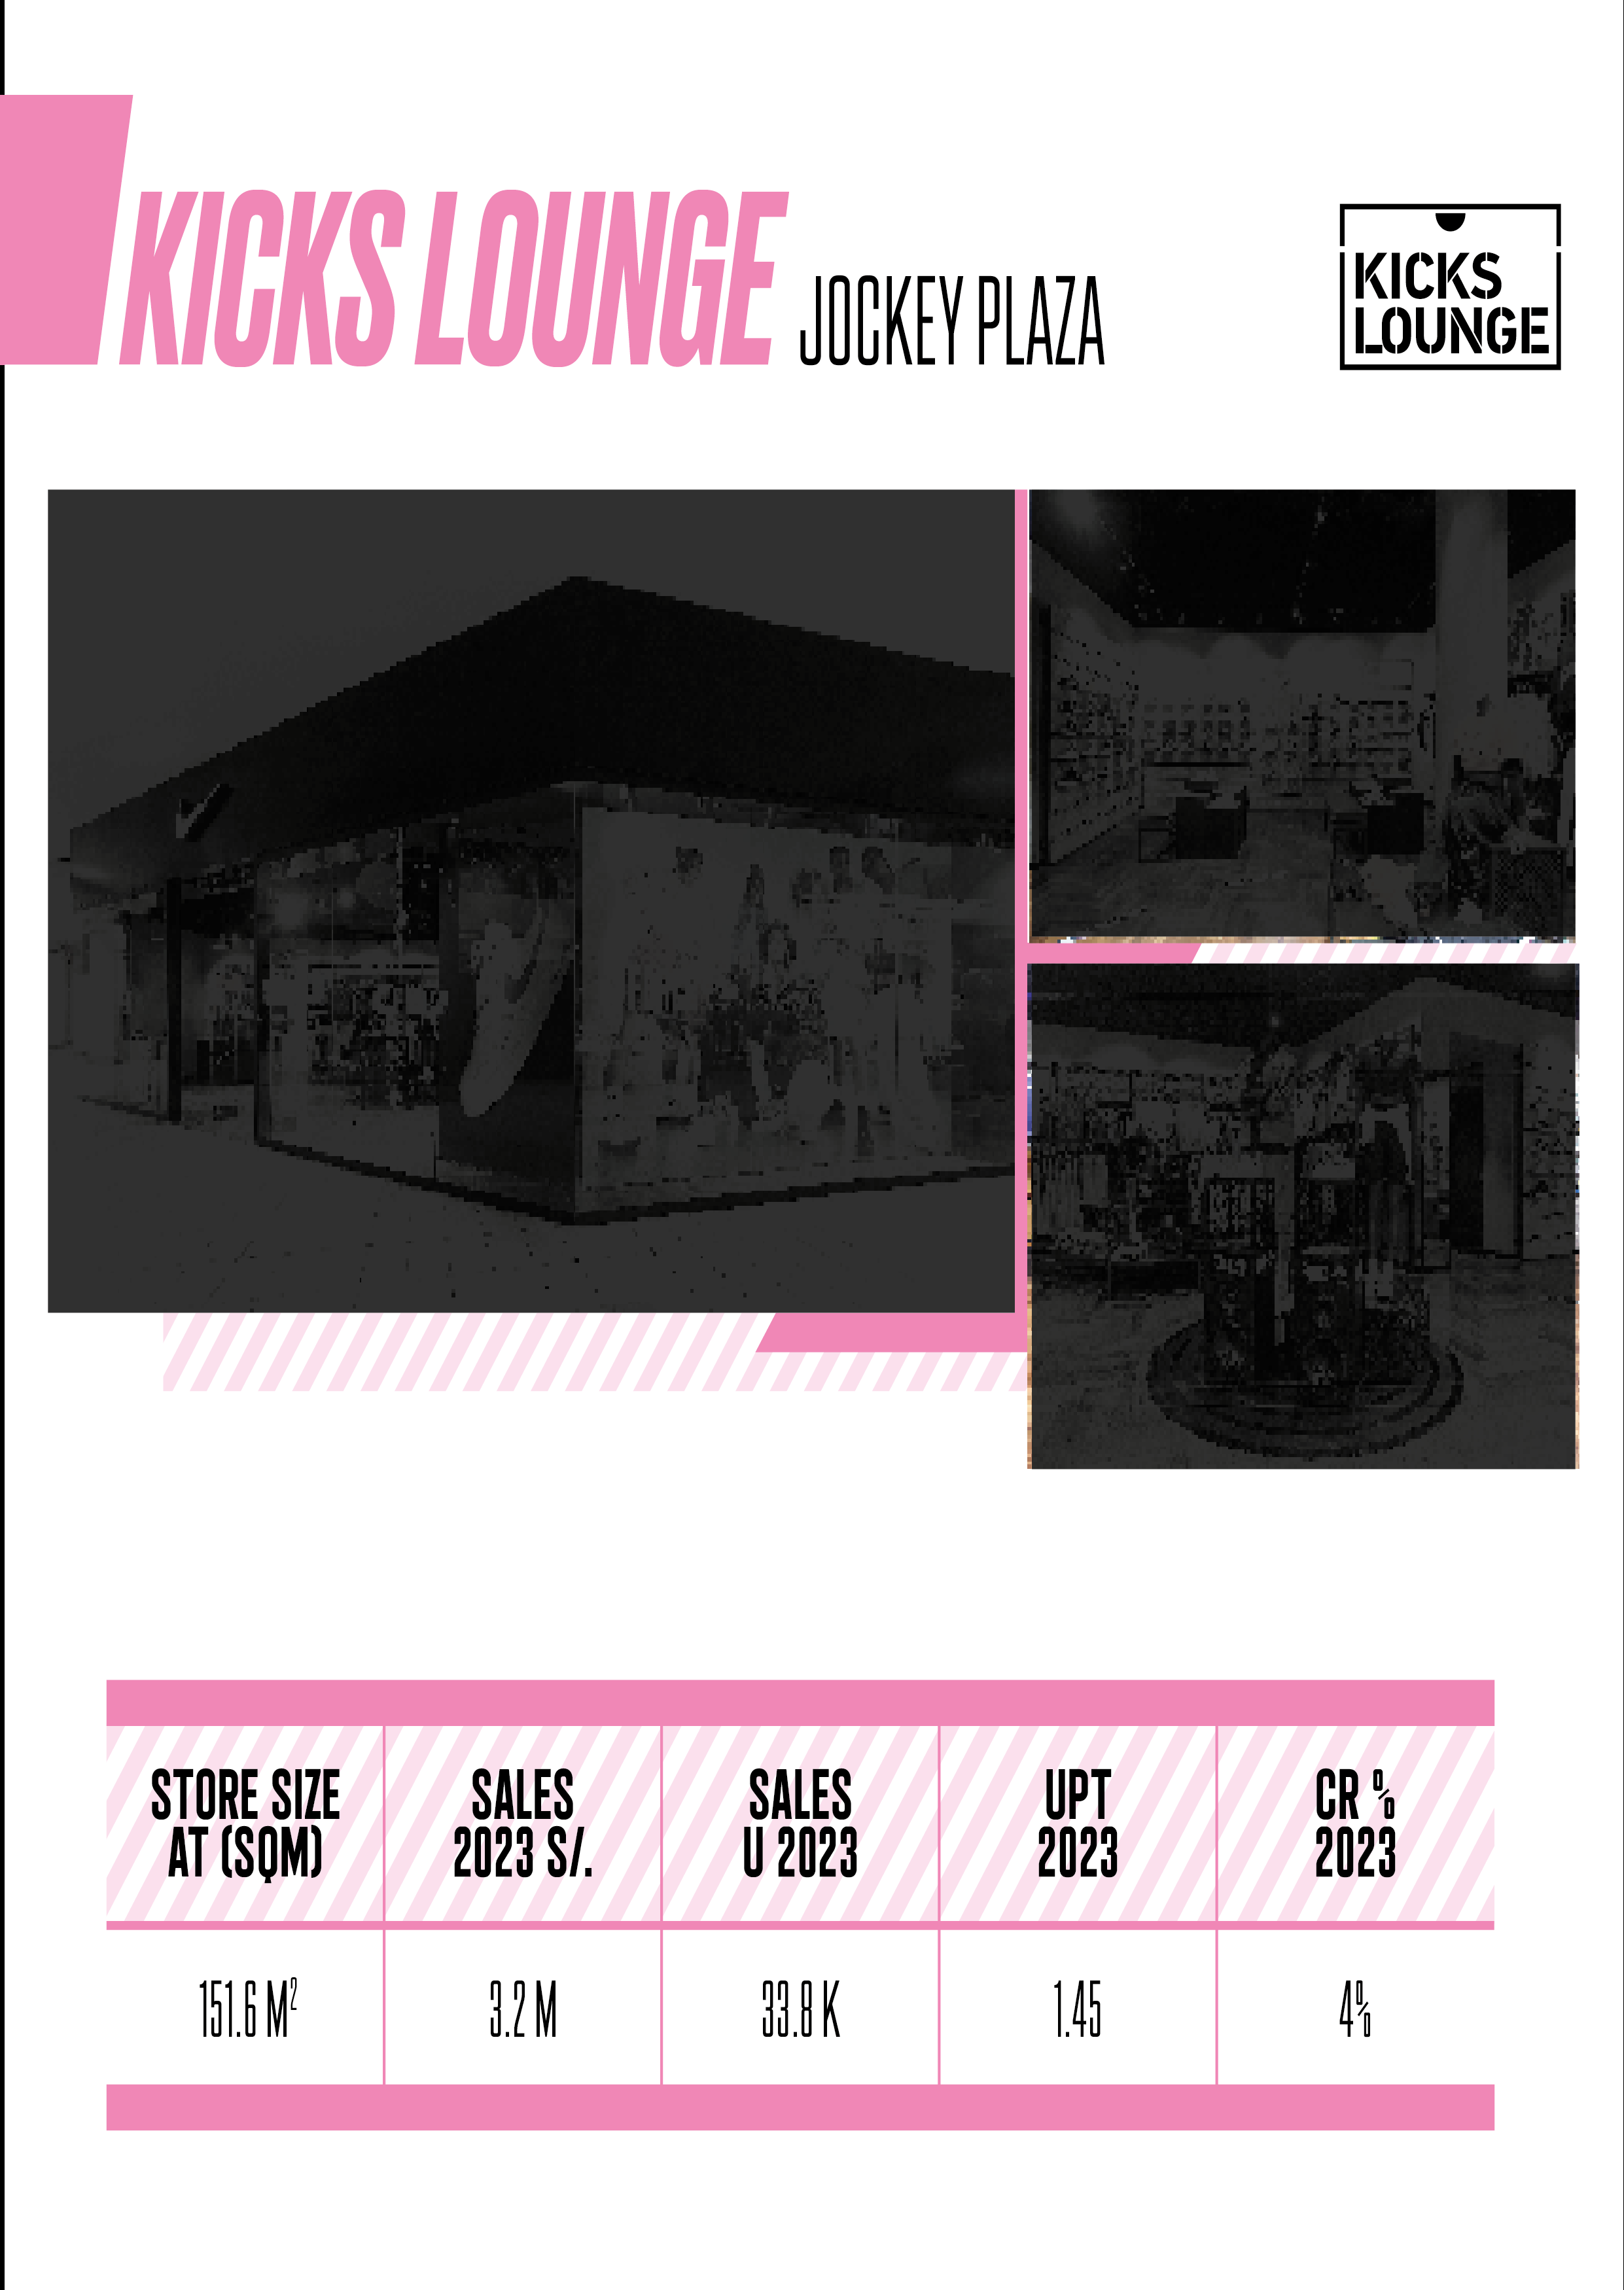 KICKS LOUNGE JOCKEY PLAZA
KICKS
LOUNGE
STORE SIZE
AT (SQM)
SALES
2023 S/.
SALES
U 2023
UPT
2023
CR %
2023
151.6 M²
3.2 M
33.8 K
1.45
4%